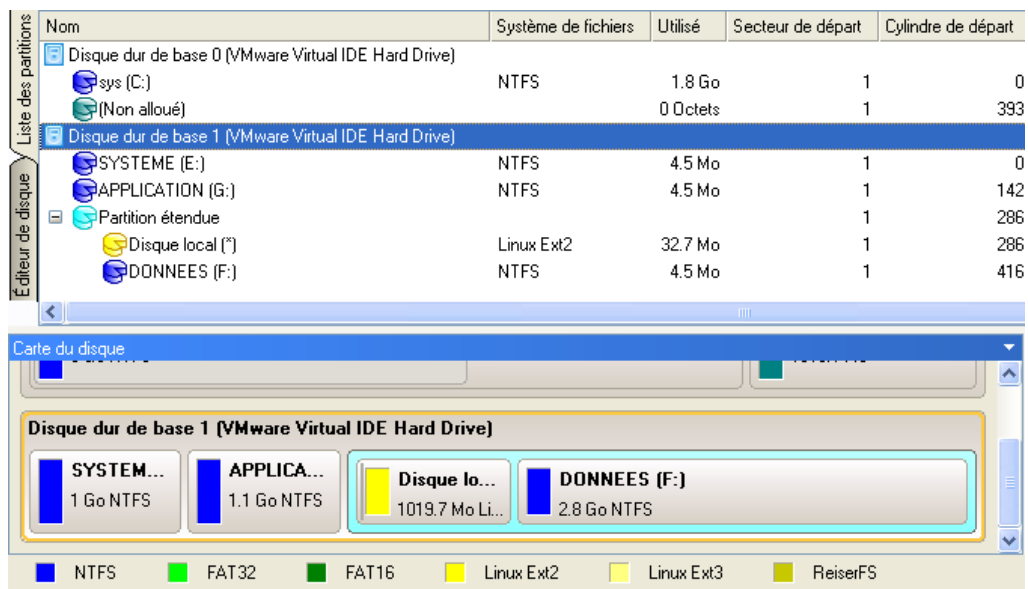 Liste des partitions
Éditeur de disque
Nom Système de fichiers Utilisé Secteur de départ Cylindre de départ
Disque dur de base 0 (VMware Virtual IDE Hard Drive)
sys (C:) NTFS 1.8 Go 1 0
(Non alloué) 0 Octets 1 393
Disque dur de base 1 (VMware Virtual IDE Hard Drive)
SYSTEME (E:) NTFS 4.5 Mo 1 0
APPLICATION (G:) NTFS 4.5 Mo 1 142
Partition étendue 1 286
Disque local (*) Linux Ext2 32.7 Mo 1 286
DONNEES (F:) NTFS 4.5 Mo 1 416
Carte du disque
Disque dur de base 1 (VMware Virtual IDE Hard Drive)
SYSTEM... APPLICA... Disque lo... DONNEES (F:)
1 Go NTFS 1.1 Go NTFS 1019.7 Mo Li... 2.8 Go NTFS
NTFS FAT32 FAT16 Linux Ext2 Linux Ext3 ReiserFS